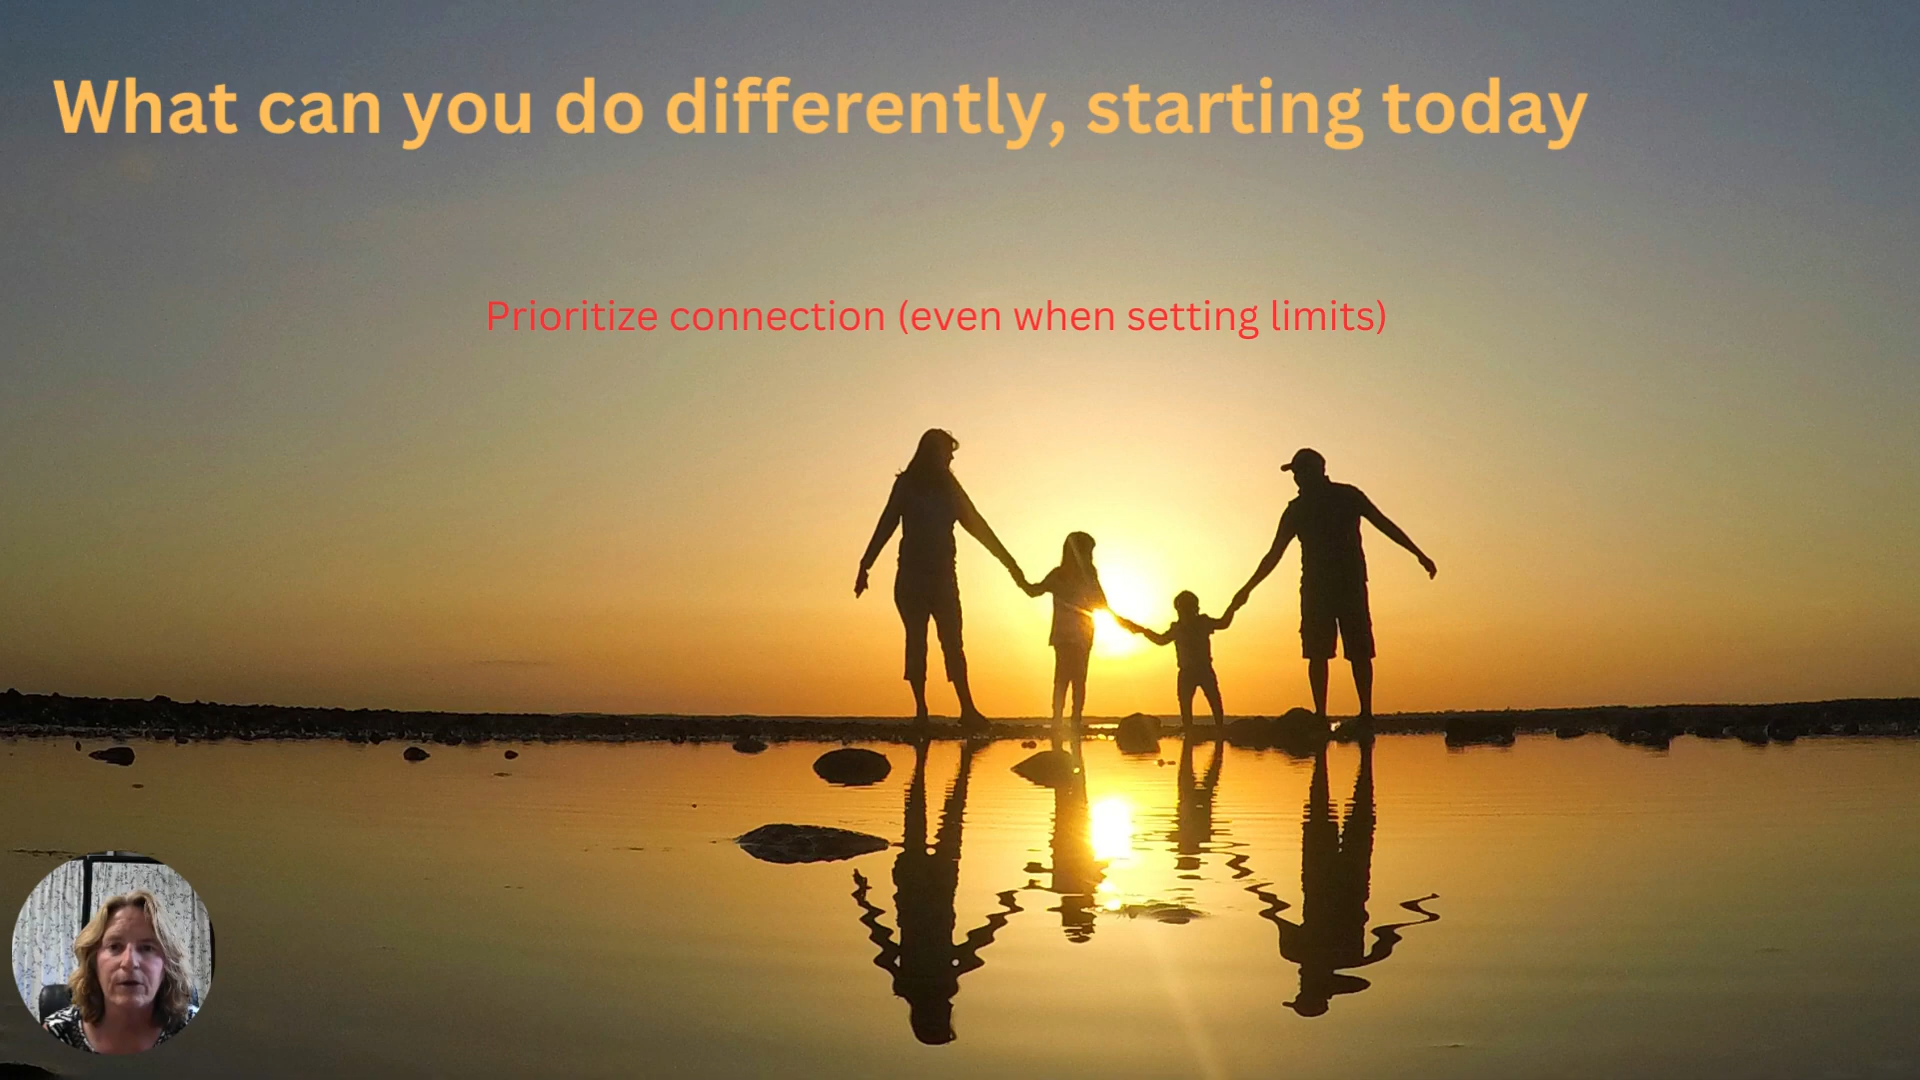 What can you do differently, starting today
Prioritize connection (even when setting limits)